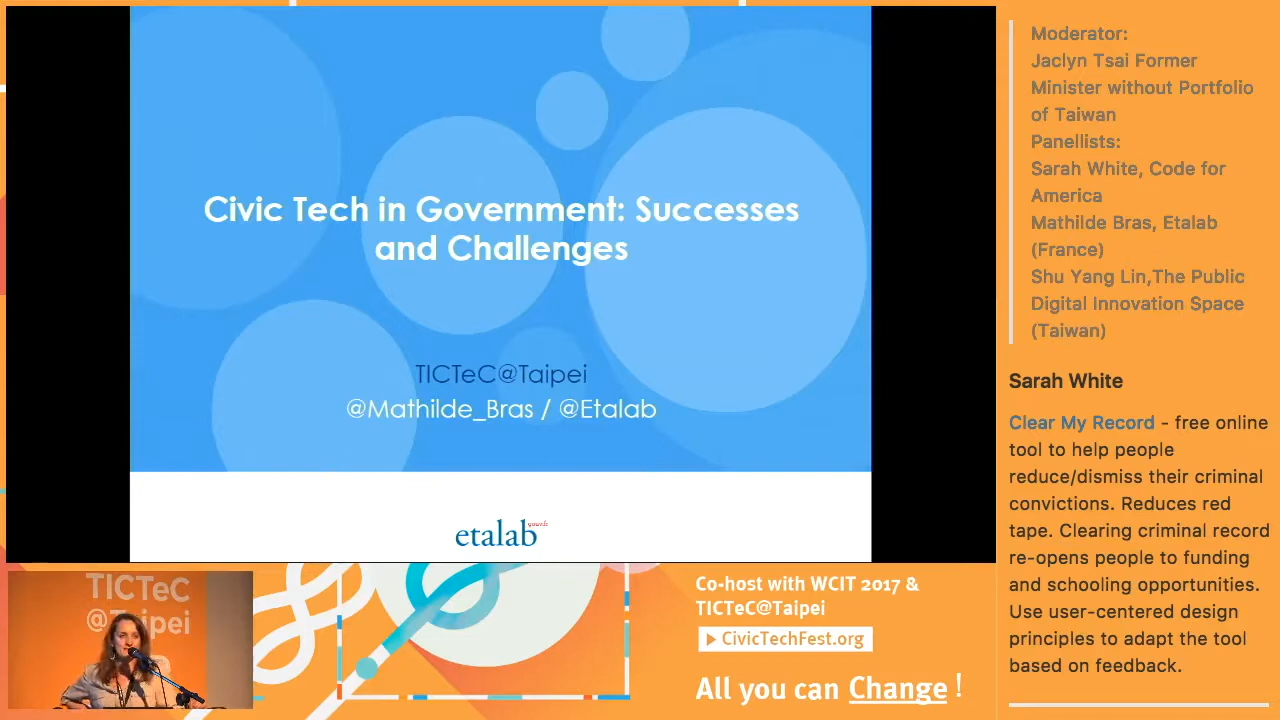 Civic Tech in Government: Successes
and Challenges
TICTeC@Taipei
@Mathilde_Bras / @Etalab
etalab
gouv.fr
TICTeC
@Taipei
Co-host with WCIT 2017 &
TICTeC@Taipei
CivicTechFest.org
All you can Change !
Moderator:
Jaclyn Tsai Former
Minister without Portfolio
of Taiwan
Panellists:
Sarah White, Code for
America
Mathilde Bras, Etalab
(France)
Shu Yang Lin,The Public
Digital Innovation Space
(Taiwan)
Sarah White
Clear My Record - free online
tool to help people
reduce/dismiss their criminal
convictions. Reduces red
tape. Clearing criminal record
re-opens people to funding
and schooling opportunities.
Use user-centered design
principles to adapt the tool
based on feedback.